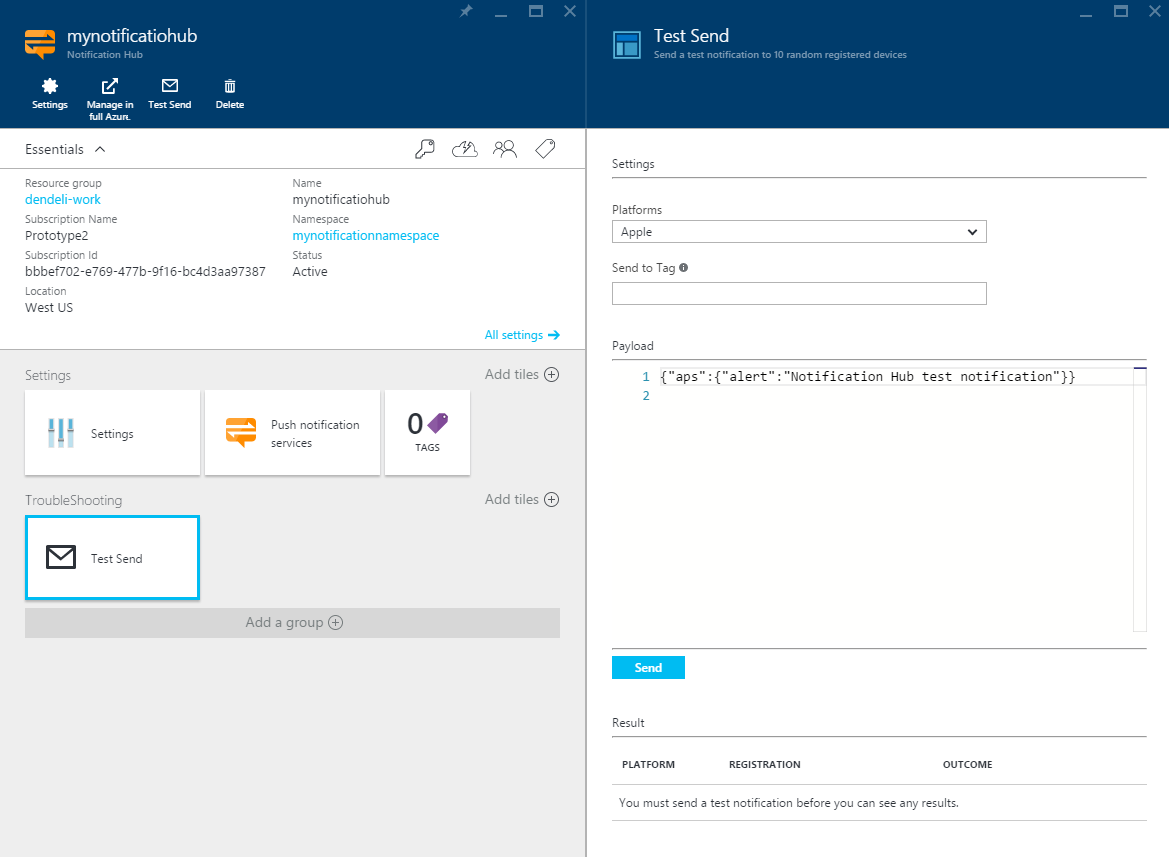 mynotificatiohub
Notification Hub
Settings
Manage in
full Azur...
Test Send
Delete
Essentials
Resource group
dendeli-work
Subscription Name
Prototype2
Subscription Id
bbbef702-e769-477b-9f16-bc4d3aa97387
Location
West US
Name
mynotificatiohub
Namespace
mynotificationnamespace
Status
Active
All settings
Settings
Add tiles
Settings
Push notification
services
0
TAGS
TroubleShooting
Add tiles
Test Send
Add a group
Test Send
Send a test notification to 10 random registered devices
Settings
Platforms
Apple
Send to Tag
Payload
1 {"aps":{"alert":"Notification Hub test notification"}}
2
Send
Result
PLATFORM REGISTRATION OUTCOME
You must send a test notification before you can see any results.